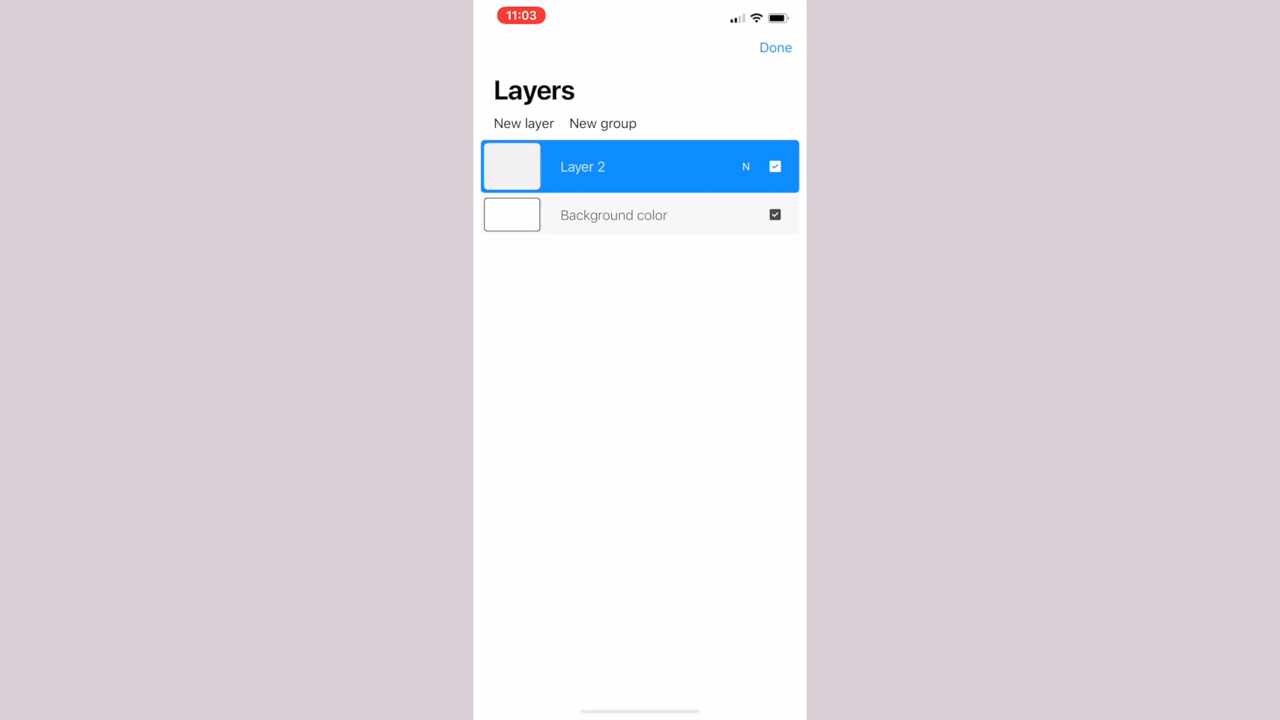 11:03
Done
Layers
New layer New group
Layer 2 N
Background color